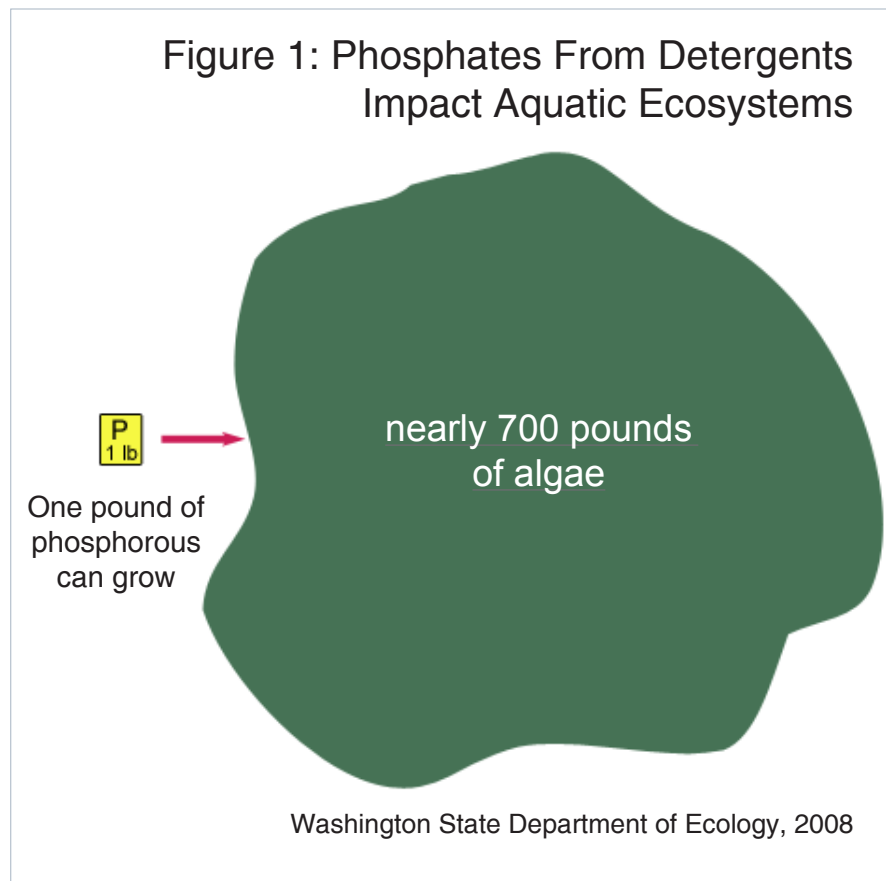 Figure 1: Phosphates From Detergents
Impact Aquatic Ecosystems
P
1 lb
One pound of
phosphorous
can grow
nearly 700 pounds
of algae
Washington State Department of Ecology, 2008